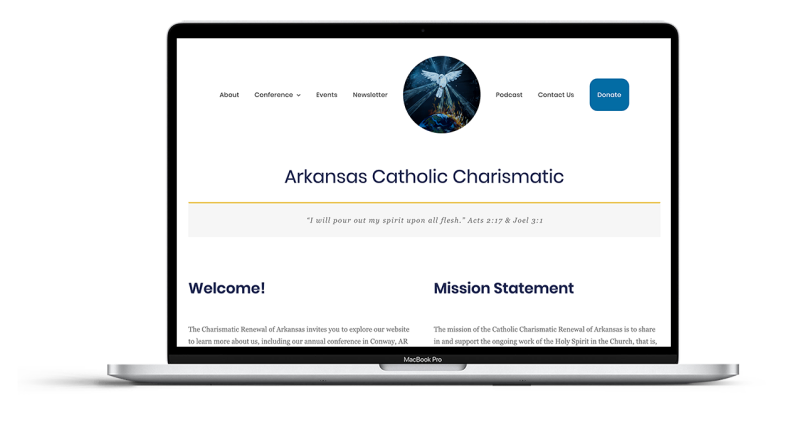 About Conference Events Newsletter Podcast Contact Us Donate
Arkansas Catholic Charismatic
"I will pour out my spirit upon all flesh." Acts 2:17 & Joel 3:1
Welcome!
The Charismatic Renewal of Arkansas invites you to explore our website
to learn more about us, including our annual conference in Conway, AR
Mission Statement
The mission of the Catholic Charismatic Renewal of Arkansas is to share
in and support the ongoing work of the Holy Spirit in the Church, that is,
MacBook Pro